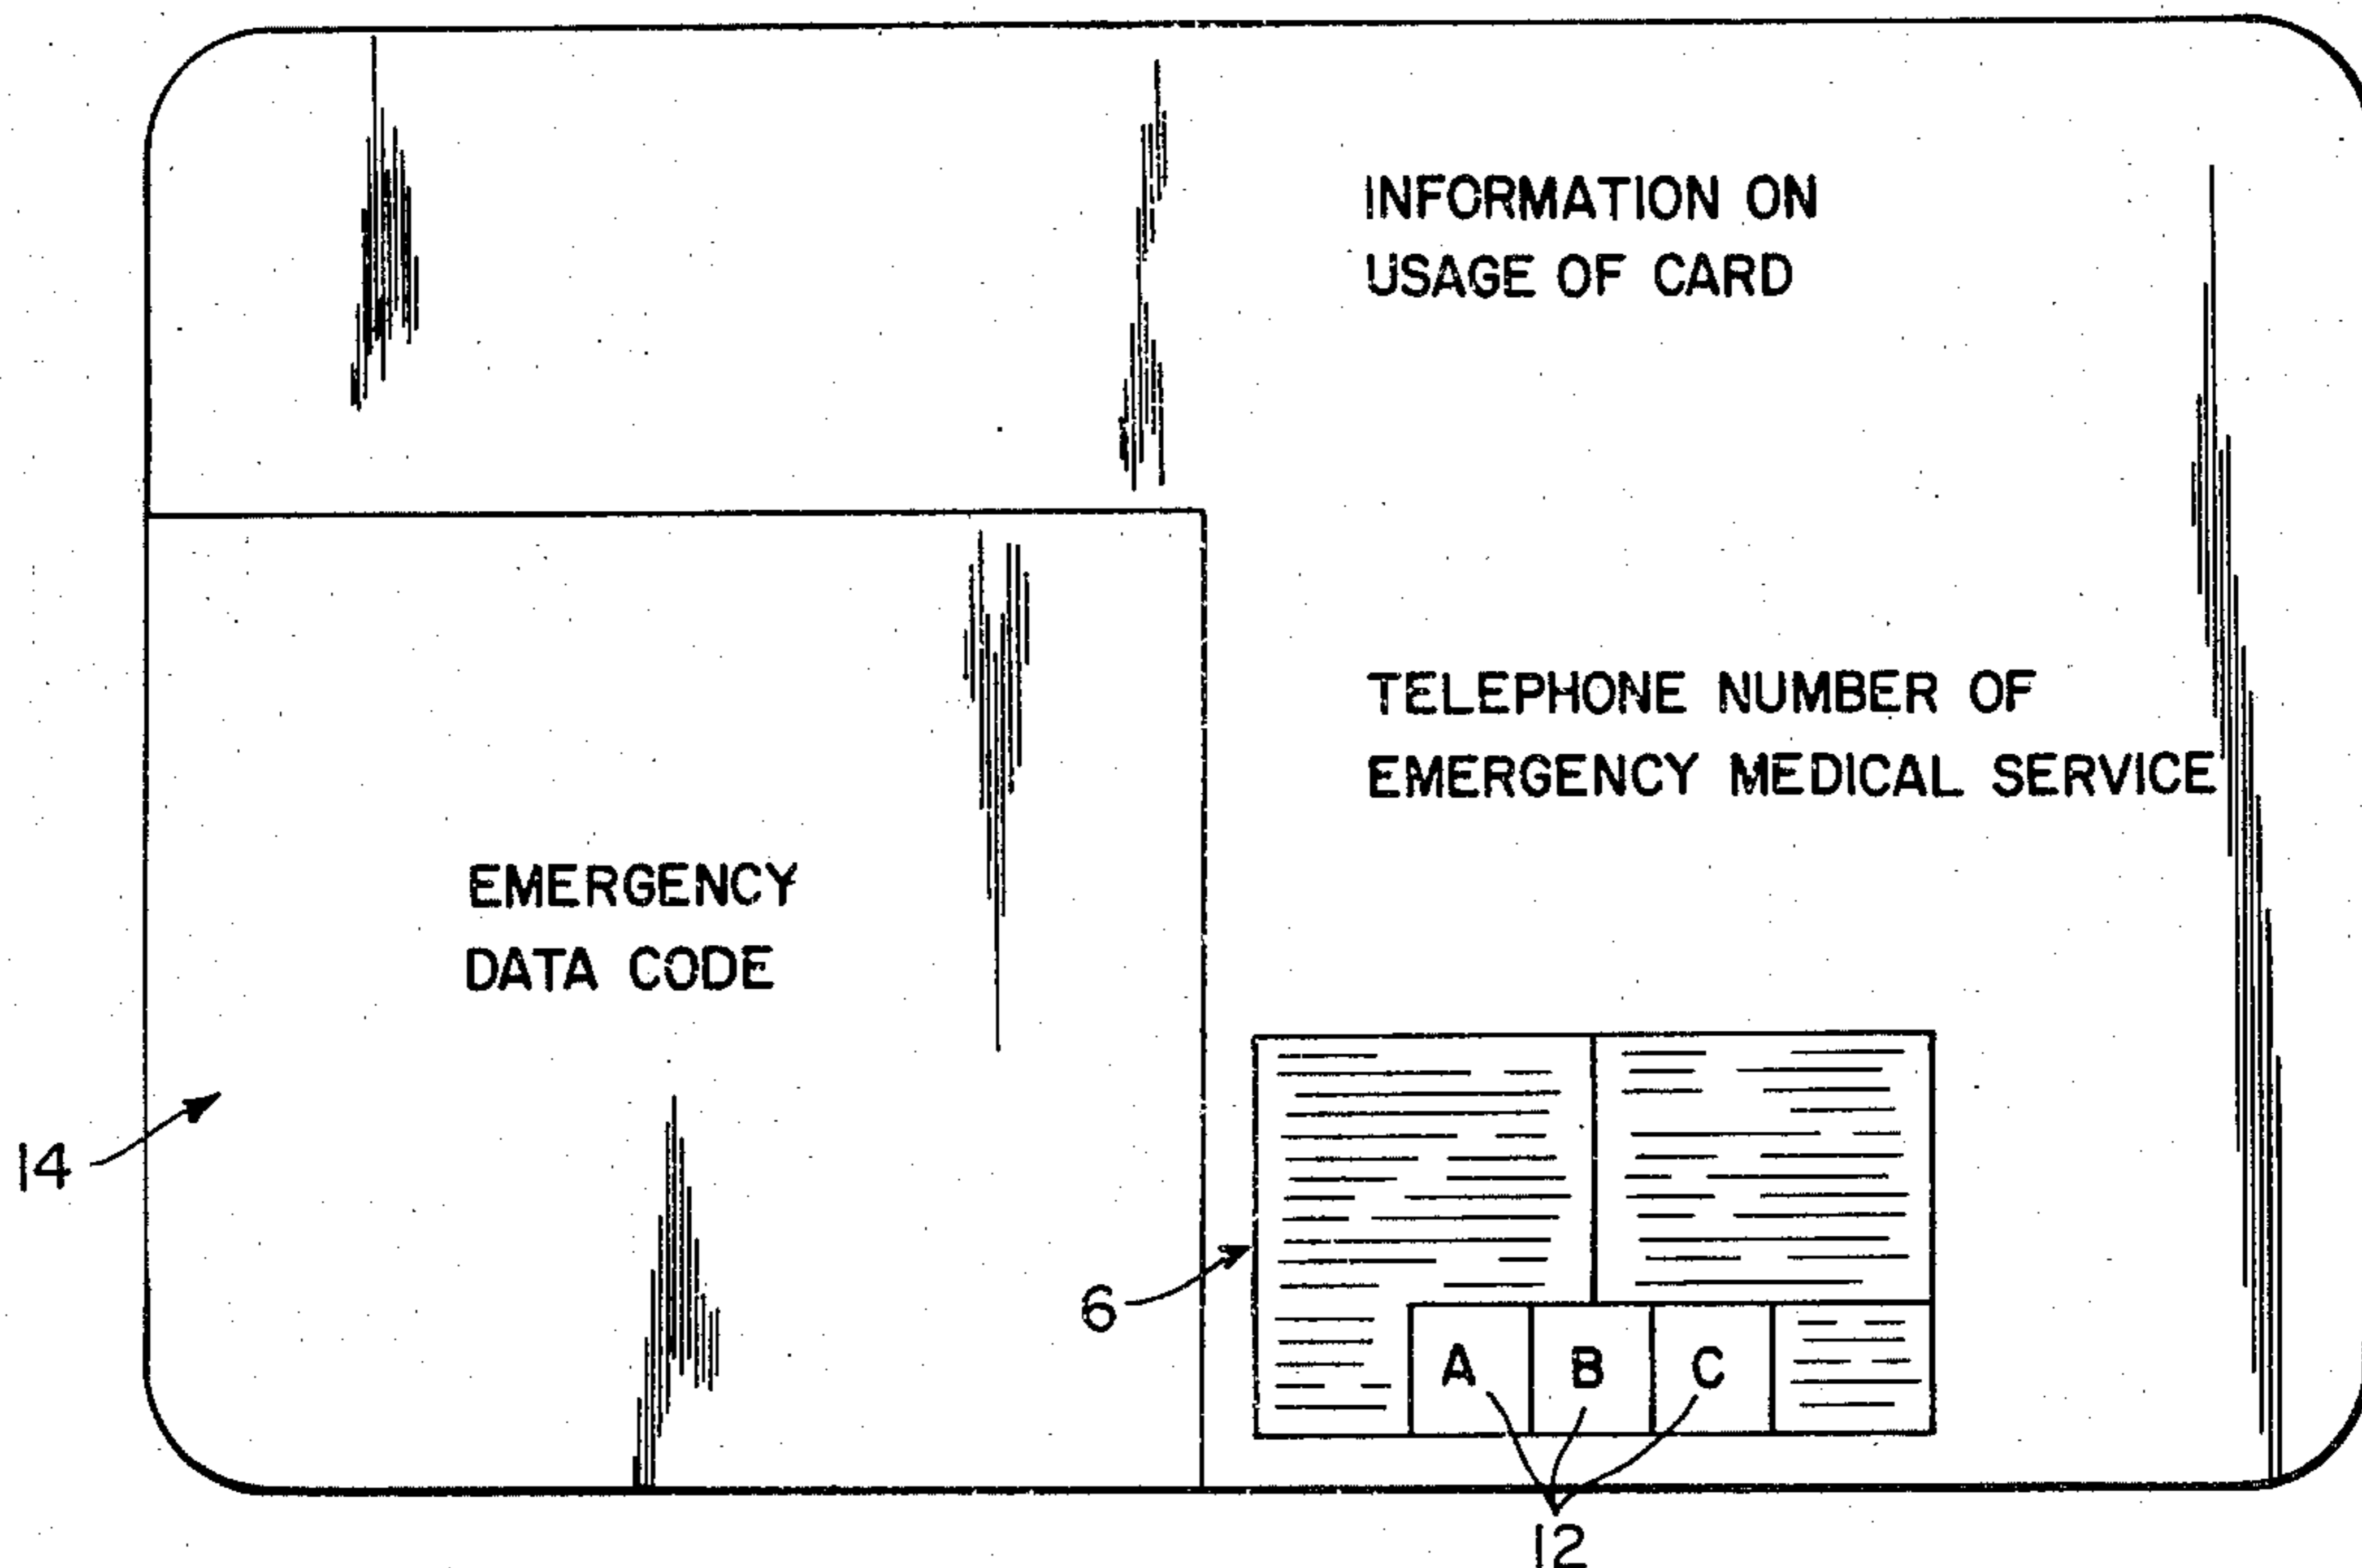 INFORMATION ON
USAGE OF CARD
TELEPHONE NUMBER OF
EMERGENCY MEDICAL SERVICE
EMERGENCY
DATA CODE
14
6
A B C
12